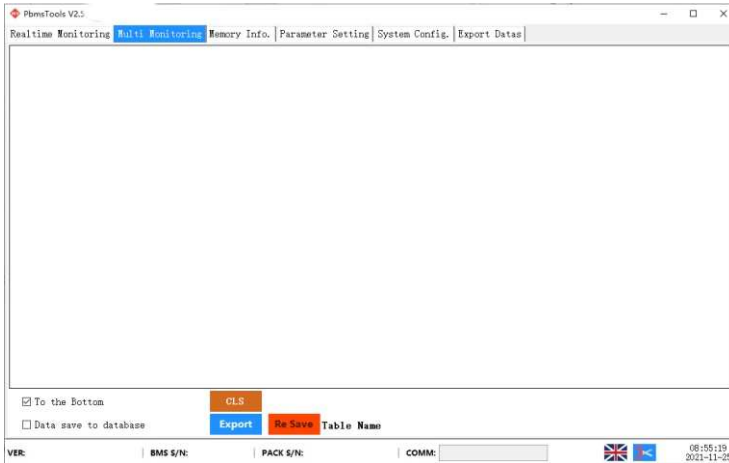 PbmsTools V2.5
Realtime Monitoring Multi Monitoring Memory Info. Parameter Setting System Config. Export Datas
To the Bottom CLS
Data save to database Export Re Save Table Name
VER: BMS S/N: PACK S/N: COMM: 08:55:19
2021-11-25